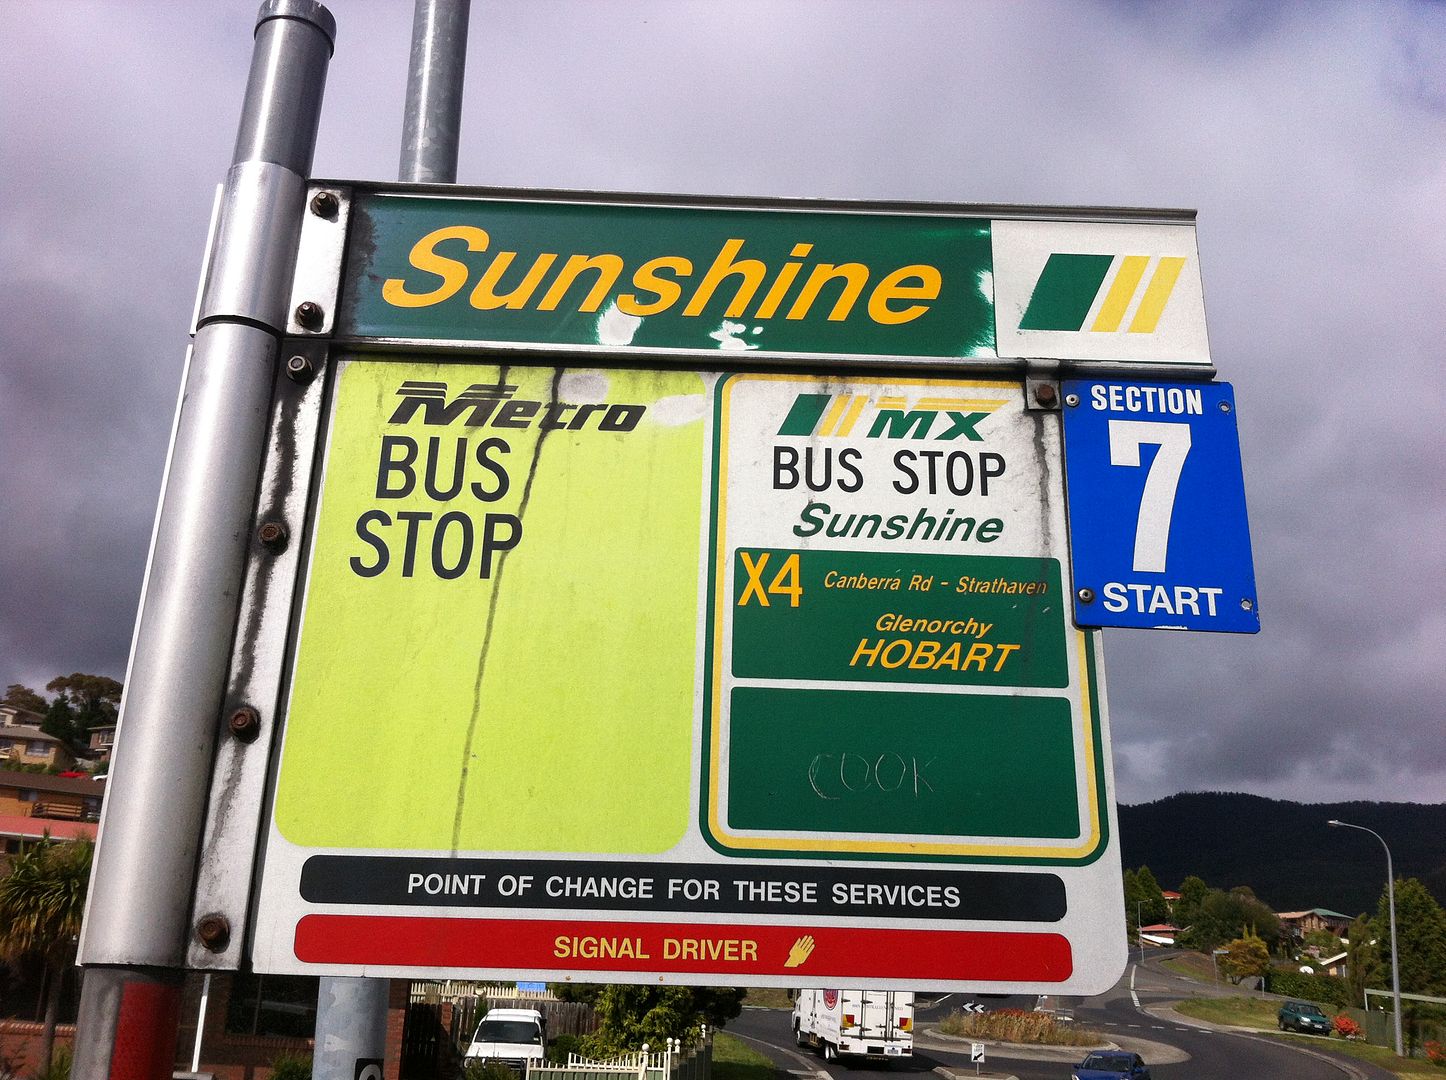 Sunshine
Metro
BUS
STOP
MX
BUS STOP
Sunshine
X4 Canberra Rd - Strathaven
Glenorchy
HOBART
COOK
SECTION
7
START
POINT OF CHANGE FOR THESE SERVICES
SIGNAL DRIVER